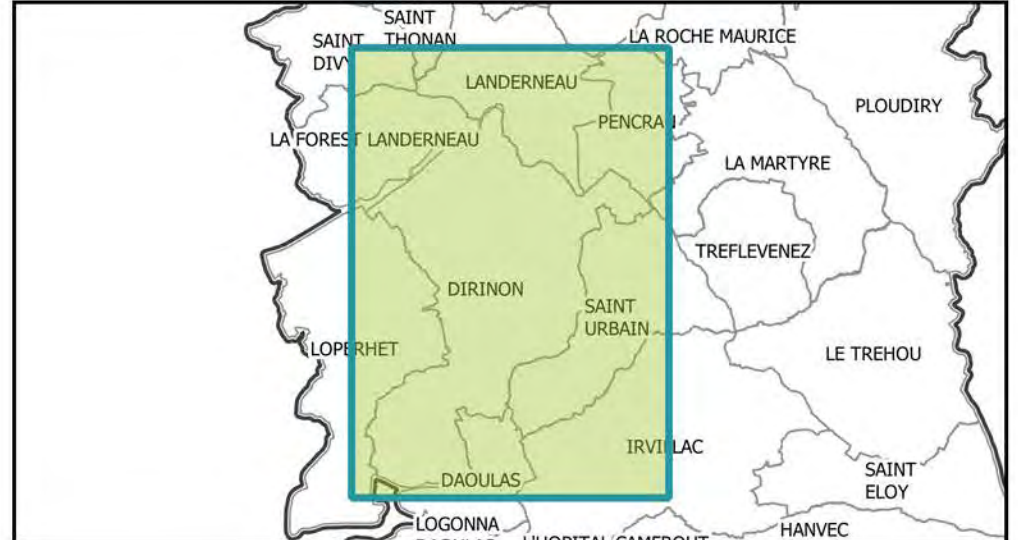 SAINT
THONAN
LA ROCHE MAURICE
SAINT
LANDERNEAU
PLOUDIRY
PENCRAN
LA FOREST LANDERNEAU
LA MARTYRE
TREFLEVENEZ
DIRINON
SAINT
URBAIN
LOPERHET
LE TREHOU
IRVILLAC
SAINT
ELOY
DAOULAS
LOGONNA
HANVEC